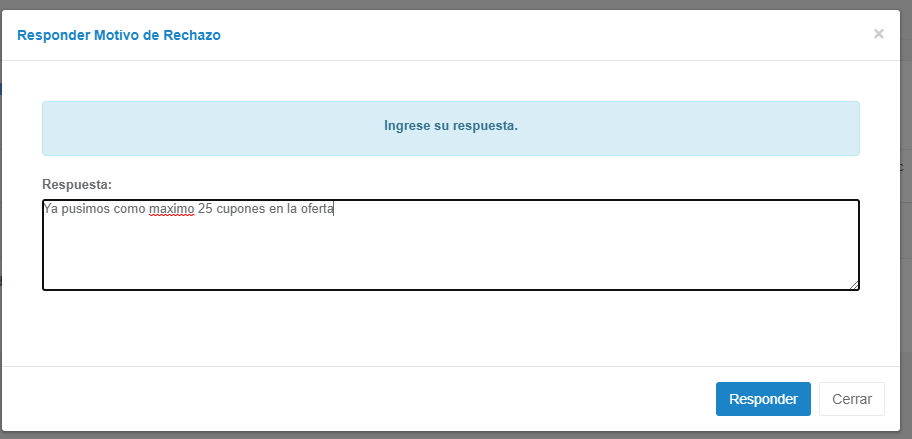 Responder Motivo de Rechazo
×
Ingrese su respuesta.
Respuesta:
Ya pusimos como maximo 25 cupones en la oferta
Responder
Cerrar